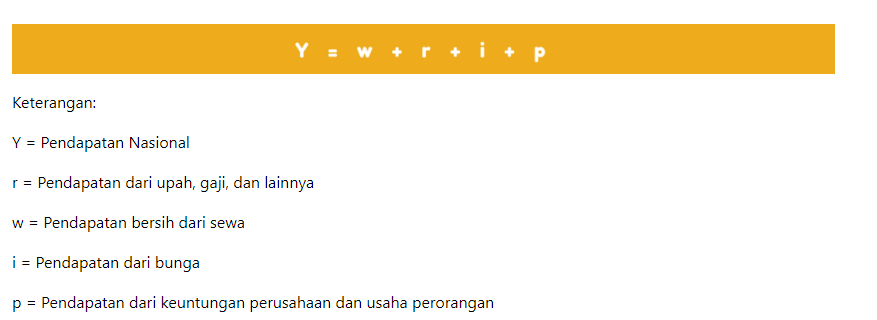 Y = w + r + i + p
Keterangan:
Y = Pendapatan Nasional
r = Pendapatan dari upah, gaji, dan lainnya
w = Pendapatan bersih dari sewa
i = Pendapatan dari bunga
p = Pendapatan dari keuntungan perusahaan dan usaha perorangan